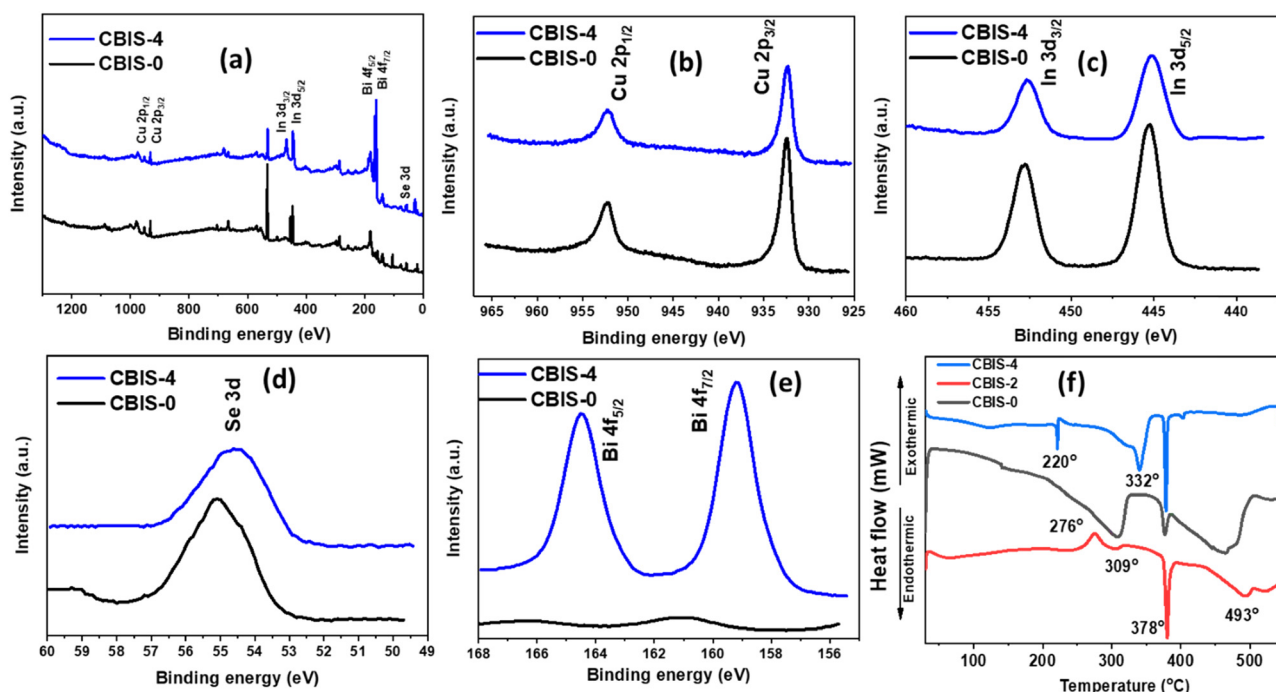 CBIS-4
CBIS-0
(a)
Cu 2p1/2
Cu 2p3/2
In 3d3/2
In 3d5/2
Bi 4f5/2
Bi 4f7/2
Se 3d
Intensity (a.u.)
1200 1000 800 600 400 200 0
Binding energy (eV)
CBIS-4
CBIS-0
(b)
Cu 2p1/2
Cu 2p3/2
Intensity (a.u.)
965 960 955 950 945 940 935 930 925
Binding energy (eV)
CBIS-4
CBIS-0
(c)
In 3d3/2
In 3d5/2
Intensity (a.u.)
460 455 450 445 440
Binding energy (eV)
CBIS-4
CBIS-0
(d)
Se 3d
Intensity (a.u.)
60 59 58 57 56 55 54 53 52 51 50 49
Binding energy (eV)
CBIS-4
CBIS-0
(e)
Bi 4f5/2
Bi 4f7/2
Intensity (a.u.)
168 166 164 162 160 158 156
Binding energy (eV)
CBIS-4
CBIS-2
CBIS-0
(f)
Exothermic
Heat flow (mW)
Endothermic
220°
332°
276°
309°
378°
493°
100 200 300 400 500
Temperature (°C)